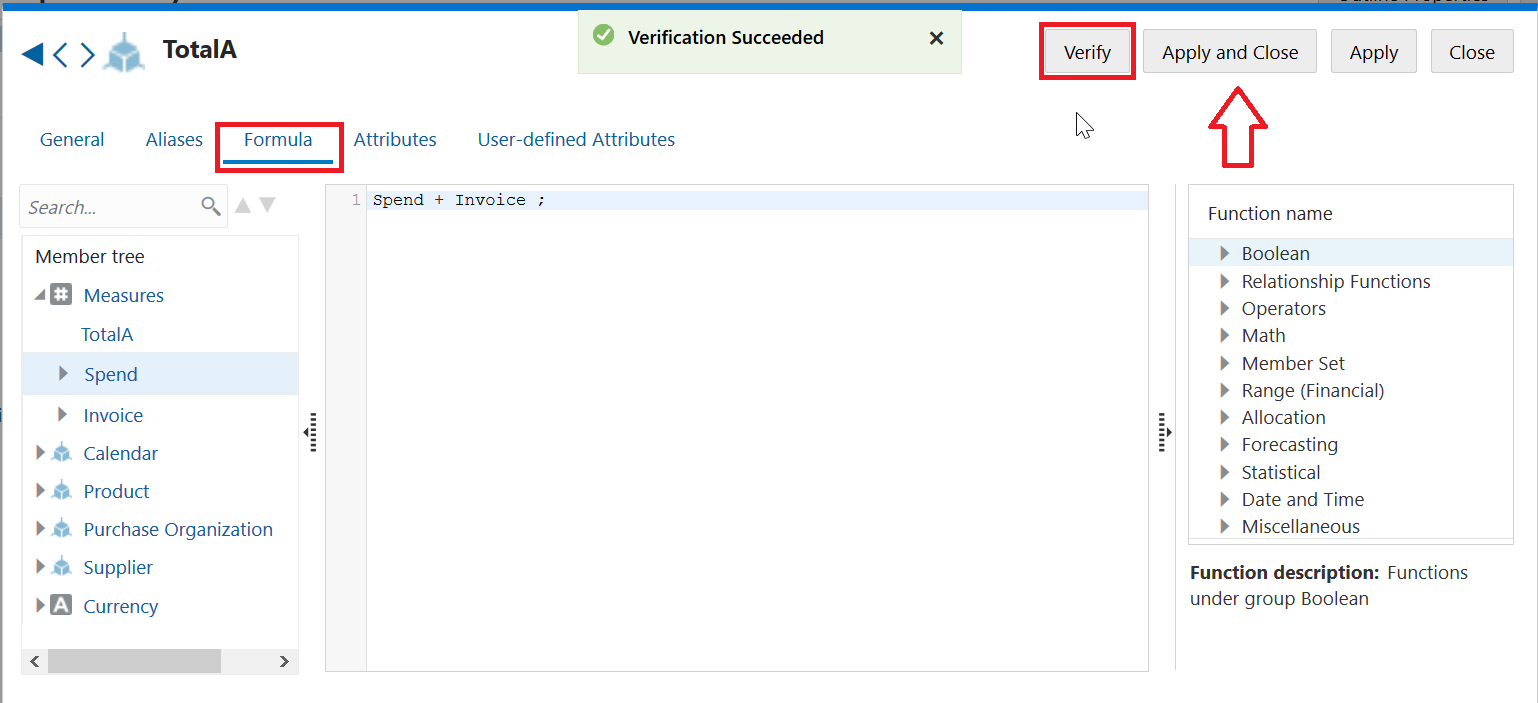 TotalA
Verification Succeeded
Verify
Apply and Close
Apply
Close
General
Aliases
Formula
Attributes
User-defined Attributes
Search...
Member tree
Measures
TotalA
Spend
Invoice
Calendar
Product
Purchase Organization
Supplier
A Currency
1 Spend + Invoice ;
Function name
Boolean
Relationship Functions
Operators
Math
Member Set
Range (Financial)
Allocation
Forecasting
Statistical
Date and Time
Miscellaneous
Function description: Functions
under group Boolean